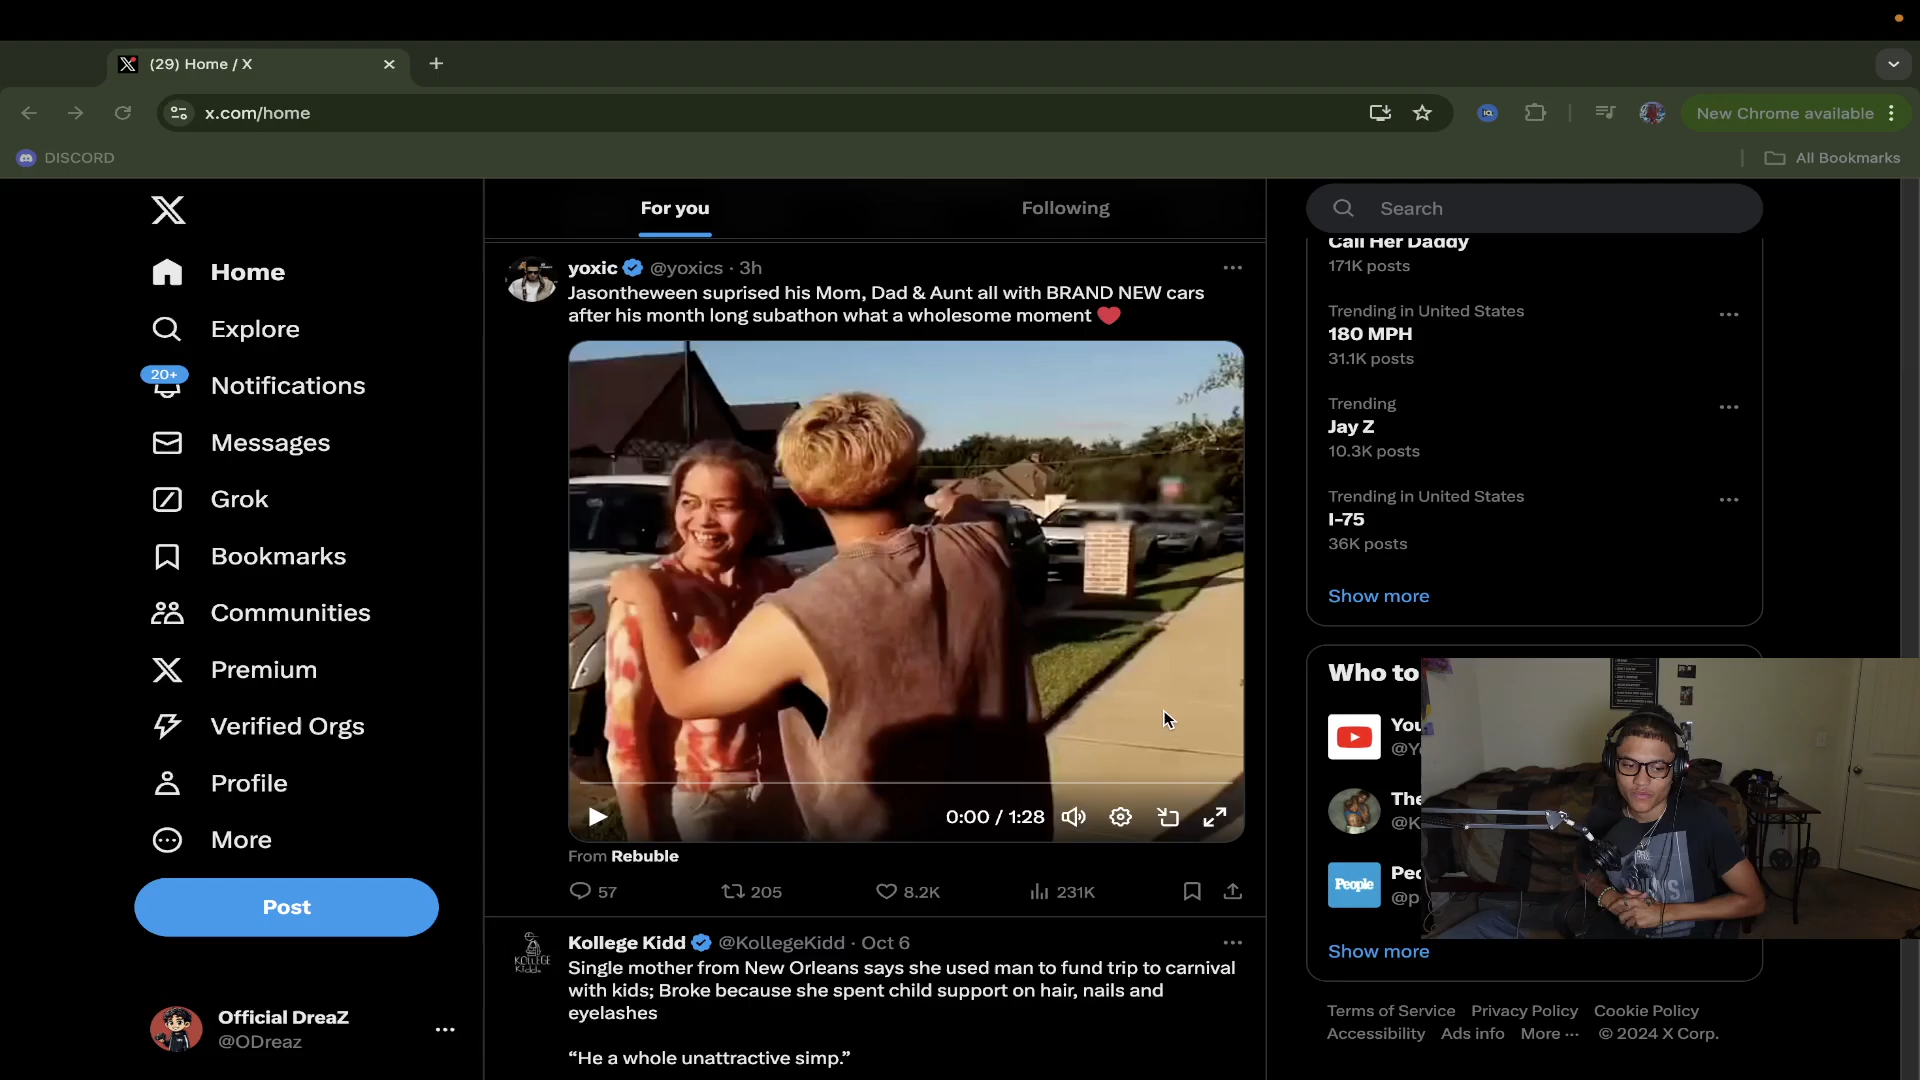 (29) Home / X
x.com/home
New Chrome available
DISCORD
All Bookmarks
Home
Explore
20+
Notifications
Messages
Grok
Bookmarks
Communities
Premium
Verified Orgs
Profile
More
Post
Official DreaZ
@ODreaz
For you
Following
yoxic @yoxics · 3h
Jasontheween suprised his Mom, Dad & Aunt all with BRAND NEW cars
after his month long subathon what a wholesome moment ❤️
0:00 / 1:28
From Rebuble
57
205
8.2K
231K
Kollege Kidd @KollegeKidd · Oct 6
Single mother from New Orleans says she used man to fund trip to carnival
with kids; Broke because she spent child support on hair, nails and
eyelashes
“He a whole unattractive simp.”
Search
Call Her Daddy
171K posts
Trending in United States
180 MPH
31.1K posts
Trending
Jay Z
10.3K posts
Trending in United States
I-75
36K posts
Show more
Who to
You
@Y
The
@K
People
Peo
@p
Show more
Terms of Service Privacy Policy Cookie Policy
Accessibility Ads info More ··· © 2024 X Corp.